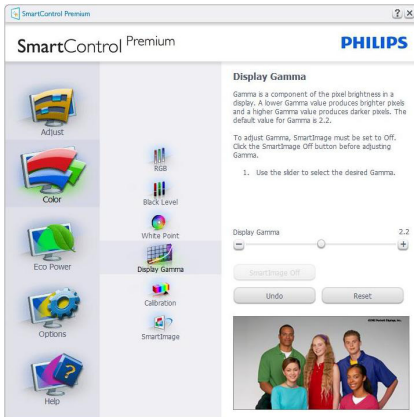 SmartControl Premium
SmartControl Premium
PHILIPS
Adjust
Color
Eco Power
Options
Help
RGB
Black Level
White Point
Display Gamma
Calibration
SmartImage
Display Gamma
Gamma is a component of the pixel brightness in a
display. A lower Gamma value produces brighter pixels
and a higher Gamma value produces darker pixels. The
default value for Gamma is 2.2.
To adjust Gamma, SmartImage must be set to Off.
Click the SmartImage Off button before adjusting
Gamma.
1. Use the slider to select the desired Gamma.
Display Gamma 2.2
SmartImage Off
Undo Reset